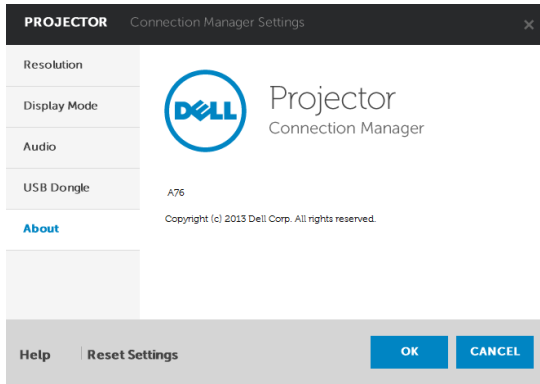 PROJECTOR Connection Manager Settings ×
Resolution
Display Mode
Audio
USB Dongle
About
DELL
Projector
Connection Manager
A76
Copyright (c) 2013 Dell Corp. All rights reserved.
Help Reset Settings OK CANCEL